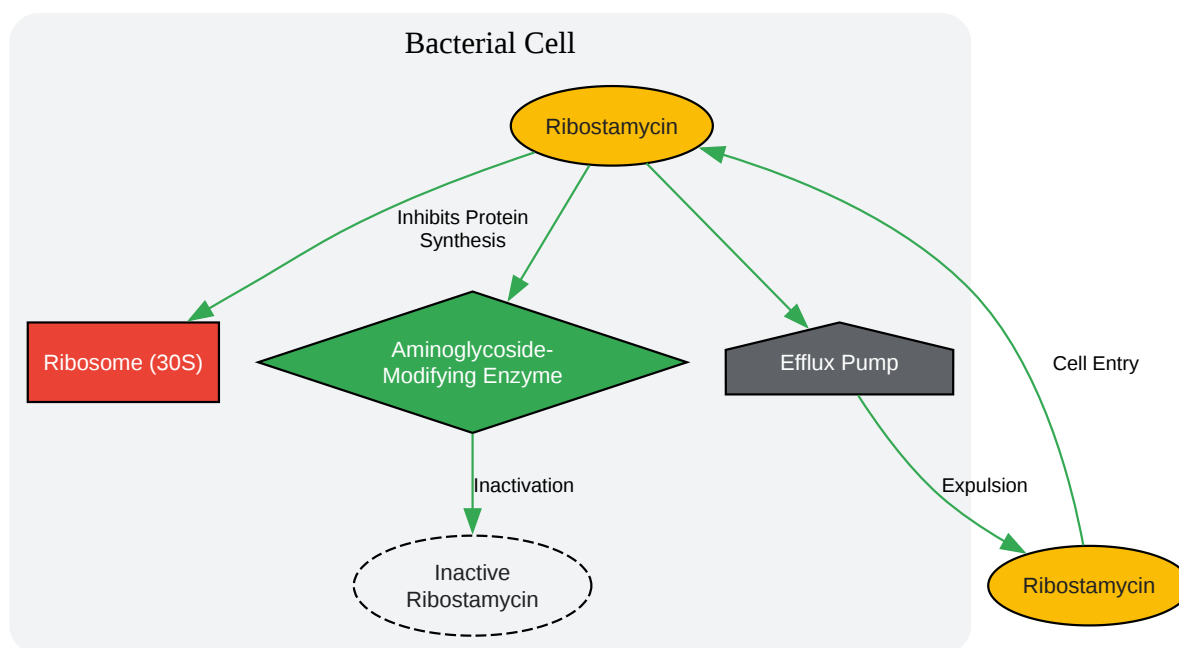 Bacterial Cell
Ribostamycin
Inhibits Protein
Synthesis
Ribosome (30S)
Aminoglycoside-
Modifying Enzyme
Efflux Pump
Cell Entry
Inactivation
Expulsion
Inactive
Ribostamycin
Ribostamycin